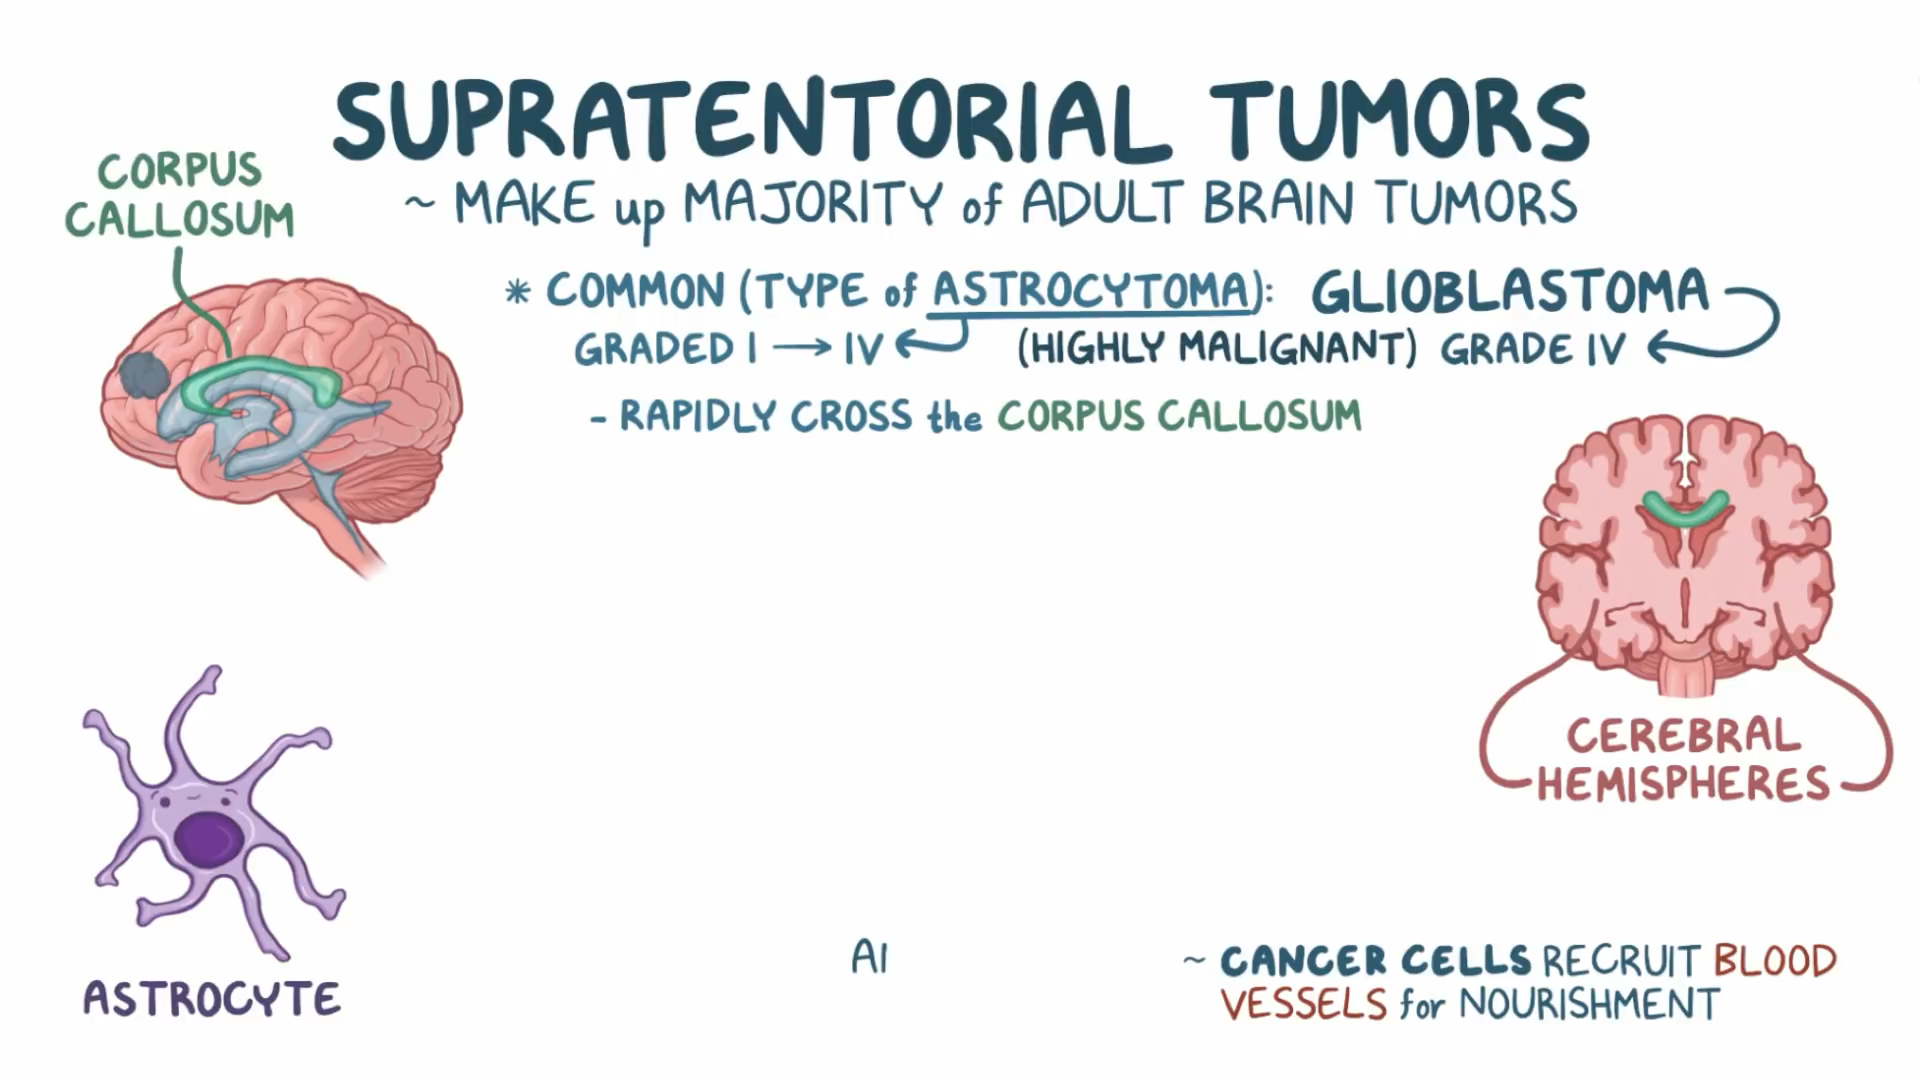 SUPRATENTORIAL TUMORS
~ MAKE up MAJORITY of ADULT BRAIN TUMORS
CORPUS
CALLOSUM
* COMMON (TYPE of ASTROCYTOMA): GLIOBLASTOMA
GRADED I → IV (HIGHLY MALIGNANT) GRADE IV
- RAPIDLY CROSS the CORPUS CALLOSUM
CEREBRAL
HEMISPHERES
ASTROCYTE
AI
~ CANCER CELLS RECRUIT BLOOD
VESSELS for NOURISHMENT